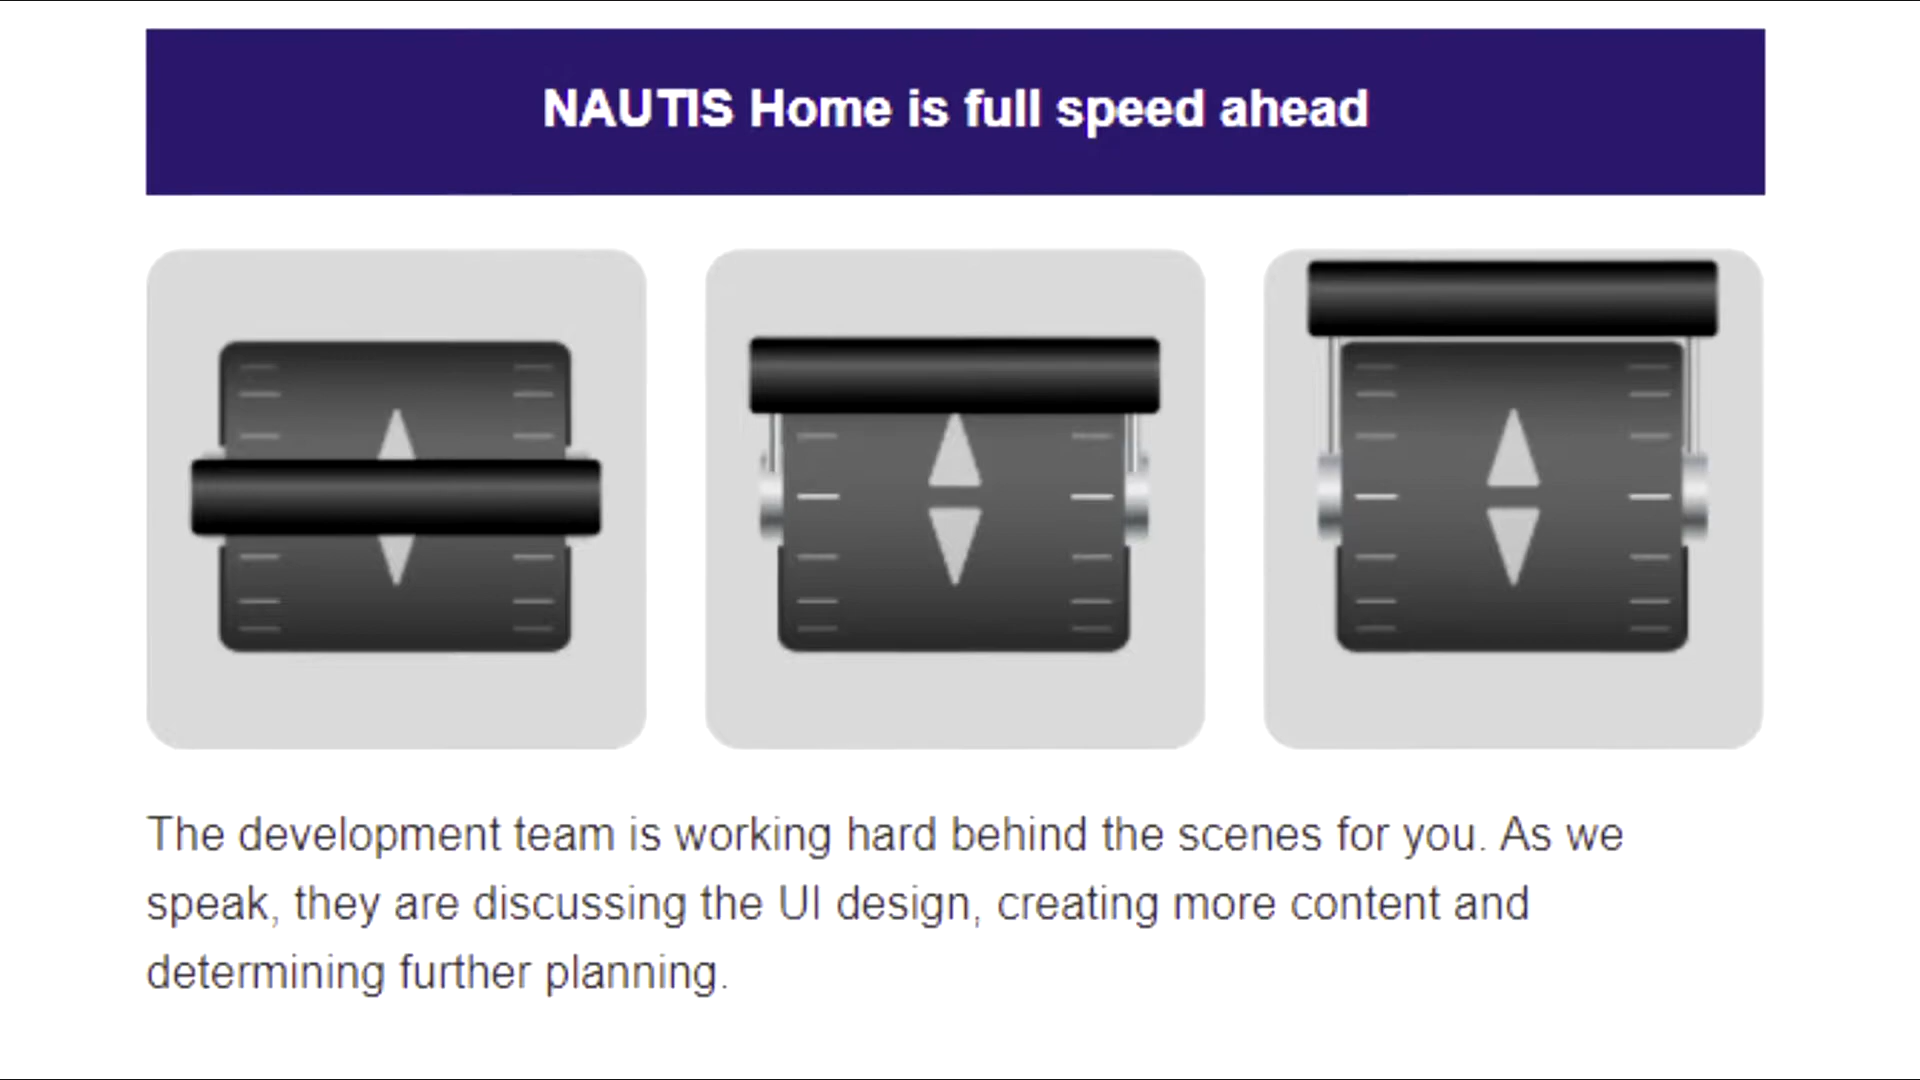 NAUTIS Home is full speed ahead
The development team is working hard behind the scenes for you. As we
speak, they are discussing the UI design, creating more content and
determining further planning.